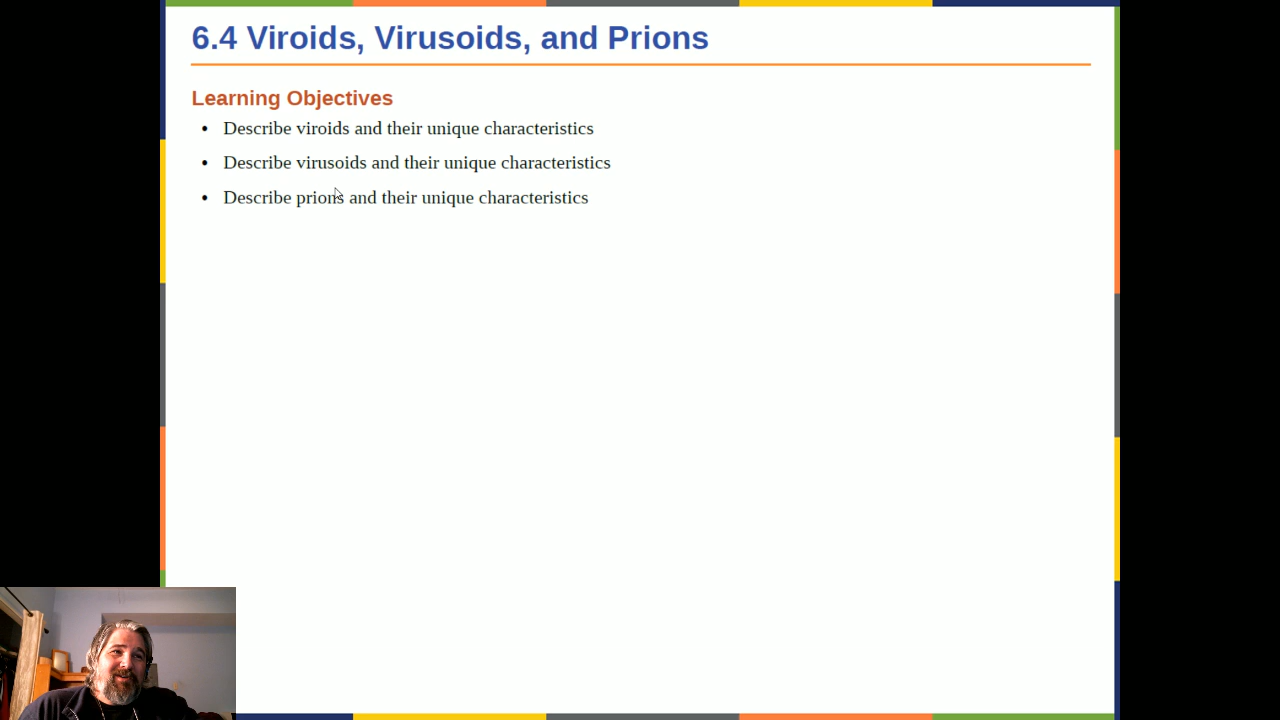 6.4 Viroids, Virusoids, and Prions
Learning Objectives
• Describe viroids and their unique characteristics
• Describe virusoids and their unique characteristics
• Describe prions and their unique characteristics